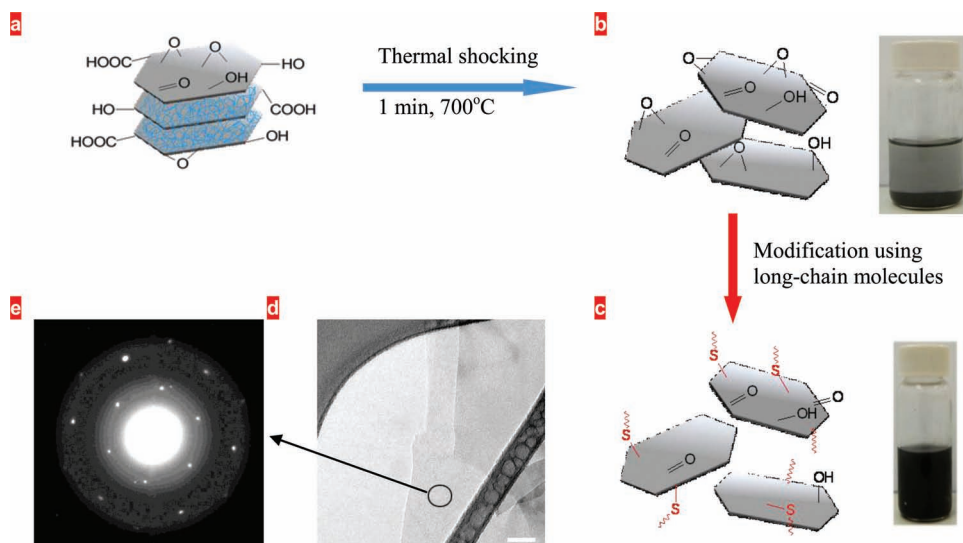 a
O
O
HOOC
HO
O
OH
HO
COOH
HOOC
OH
O
Thermal shocking
1 min, 700°C
b
O
O
O
O
O
OH
O
O
O
OH
Modification using
long-chain molecules
e
d
c
S
S
O
O
OH
S
O
S
OH
S